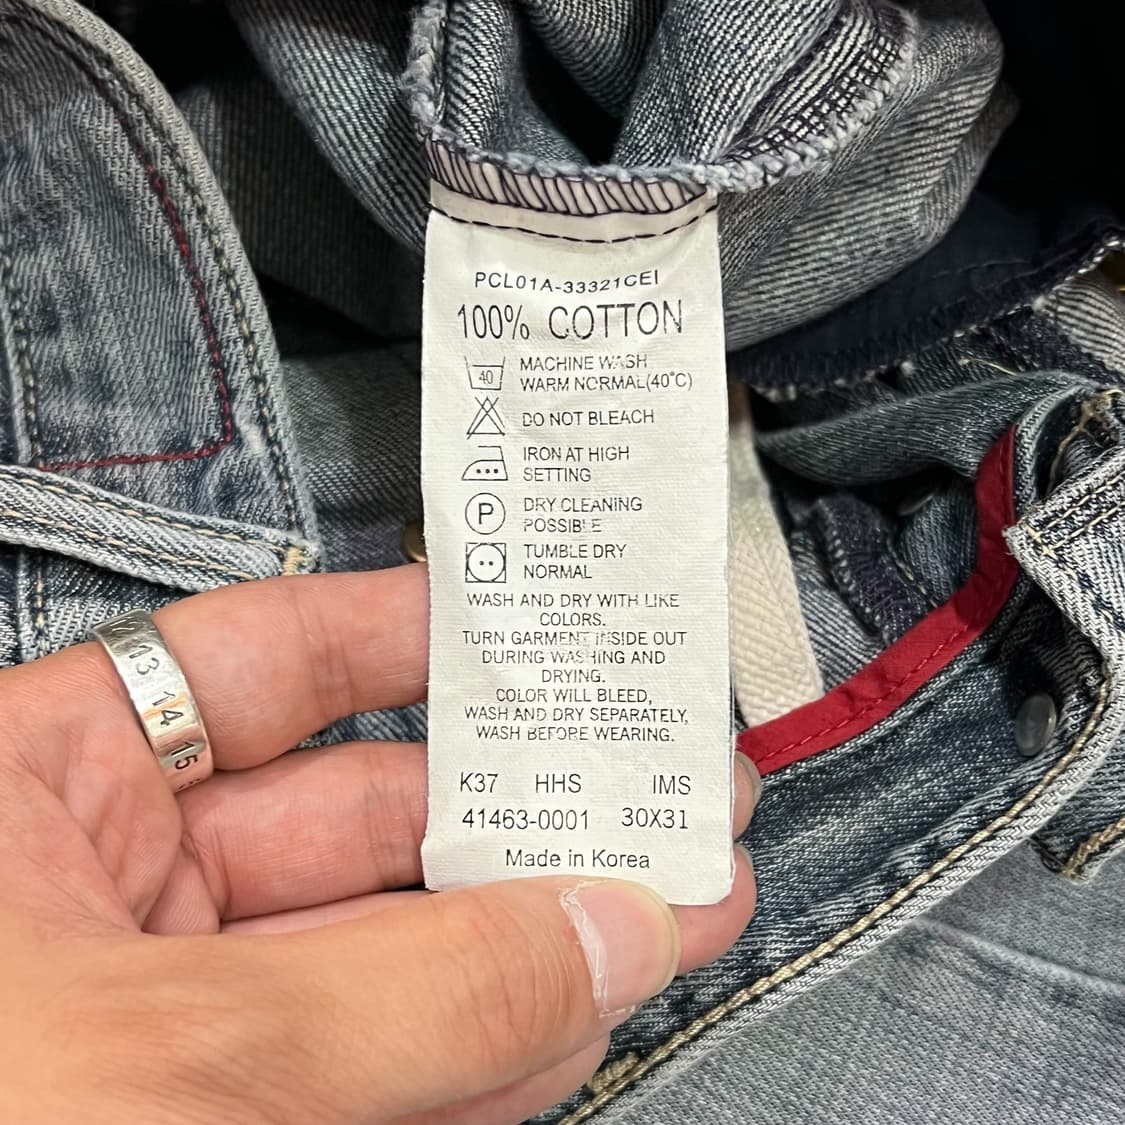 PCL01A-33321CEI
100% COTTON
40
MACHINE WASH
WARM NORMAL(40°C)
DO NOT BLEACH
IRON AT HIGH
SETTING
P
DRY CLEANING
POSSIBLE
TUMBLE DRY
NORMAL
WASH AND DRY WITH LIKE
COLORS.
TURN GARMENT INSIDE OUT
DURING WASHING AND
DRYING.
COLOR WILL BLEED,
WASH AND DRY SEPARATELY,
WASH BEFORE WEARING.
K37 HHS IMS
41463-0001 30X31
Made in Korea
13 14 15